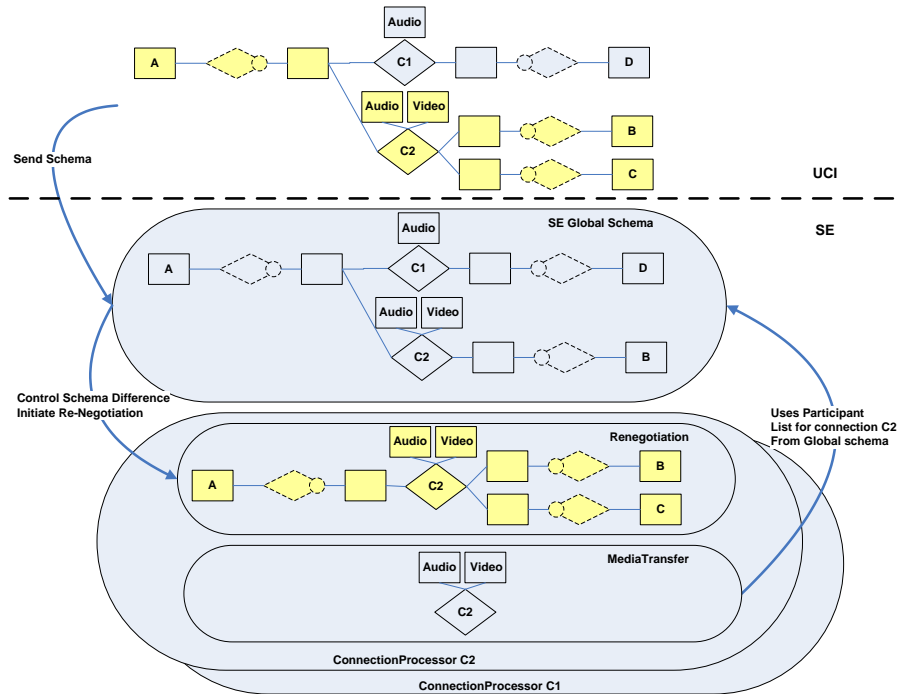 Audio
A
C1
D
Audio Video
B
C2
C
Send Schema
UCI
SE
SE Global Schema
Audio
A
C1
D
Audio Video
C2
B
Control Schema Difference
Initiate Re-Negotiation
Uses Participant
List for connection C2
From Global schema
Renegotiation
Audio Video
A
C2
B
C
MediaTransfer
Audio Video
C2
ConnectionProcessor C2
ConnectionProcessor C1